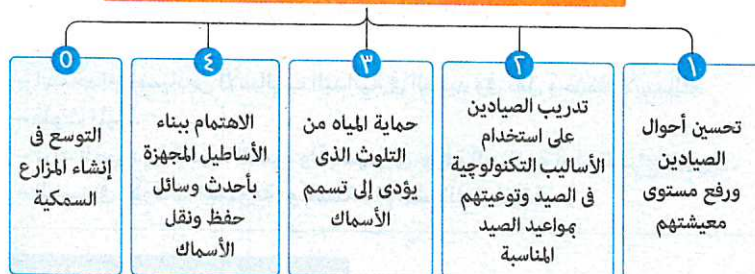 ١
تحسين أحوال
الصيادين
ورفع مستوى
معيشتهم
٢
تدريب الصيادين
على استخدام
الأساليب التكنولوچية
فى الصيد وتوعيتهم
بمواعيد الصيد
المناسبة
٣
حماية المياه من
التلوث الذى
يؤدى إلى تسمم
الأسماك
٤
الاهتمام ببناء
الأساطيل المجهزة
بأحدث وسائل
حفظ ونقل
الأسماك
٥
التوسع فى
إنشاء المزارع
السمكية